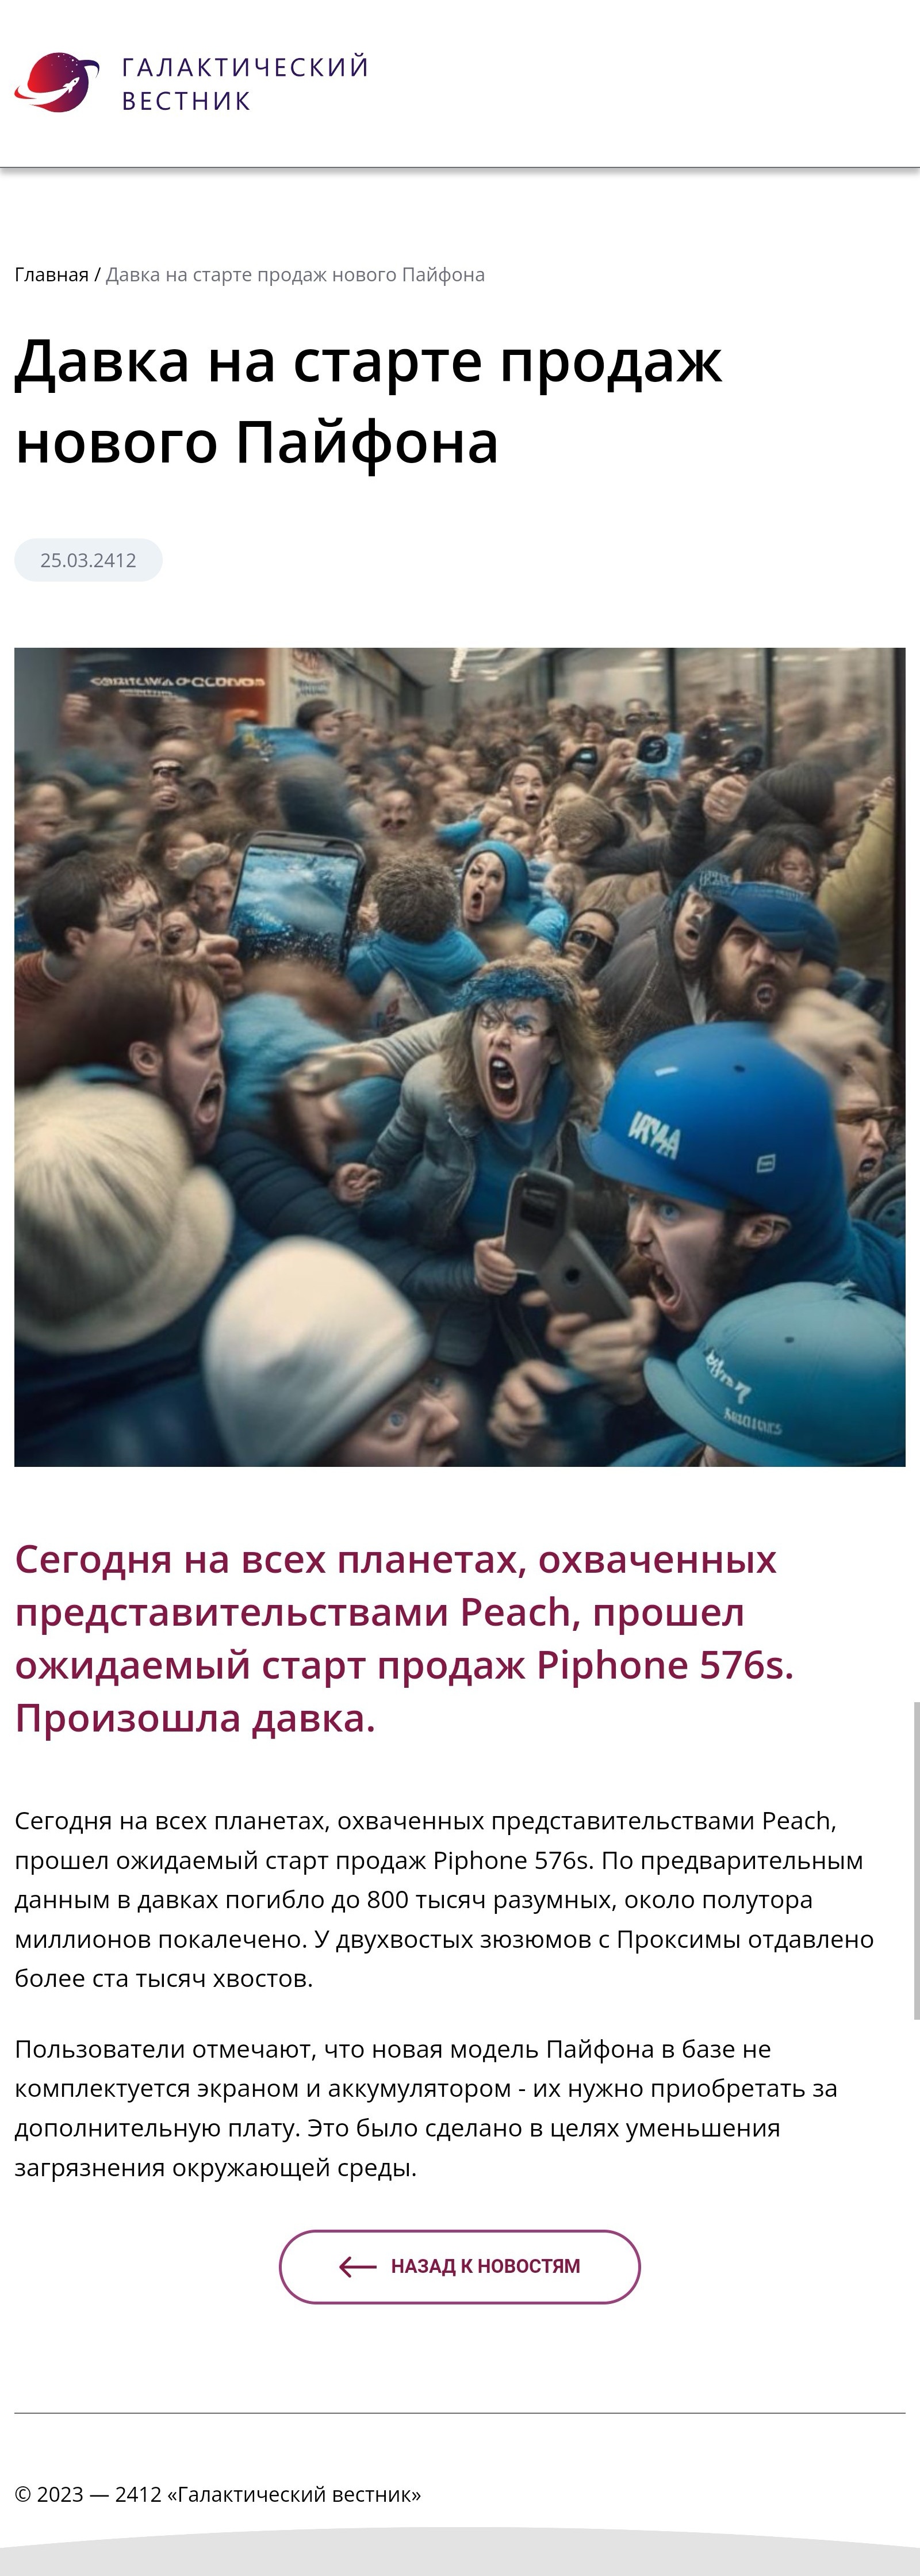 ГАЛАКТИЧЕСКИЙ
ВЕСТНИК
Главная / Давка на старте продаж нового Пайфона
Давка на старте продаж
нового Пайфона
25.03.2412
Сегодня на всех планетах, охваченных
представительствами Peach, прошел
ожидаемый старт продаж Piphone 576s.
Произошла давка.
Сегодня на всех планетах, охваченных представительствами Peach,
прошел ожидаемый старт продаж Piphone 576s. По предварительным
данным в давках погибло до 800 тысяч разумных, около полутора
миллионов покалечено. У двухвостых зюзюмов с Проксимы отдавлено
более ста тысяч хвостов.
Пользователи отмечают, что новая модель Пайфона в базе не
комплектуется экраном и аккумулятором - их нужно приобретать за
дополнительную плату. Это было сделано в целях уменьшения
загрязнения окружающей среды.
НАЗАД К НОВОСТЯМ
© 2023 — 2412 «Галактический вестник»